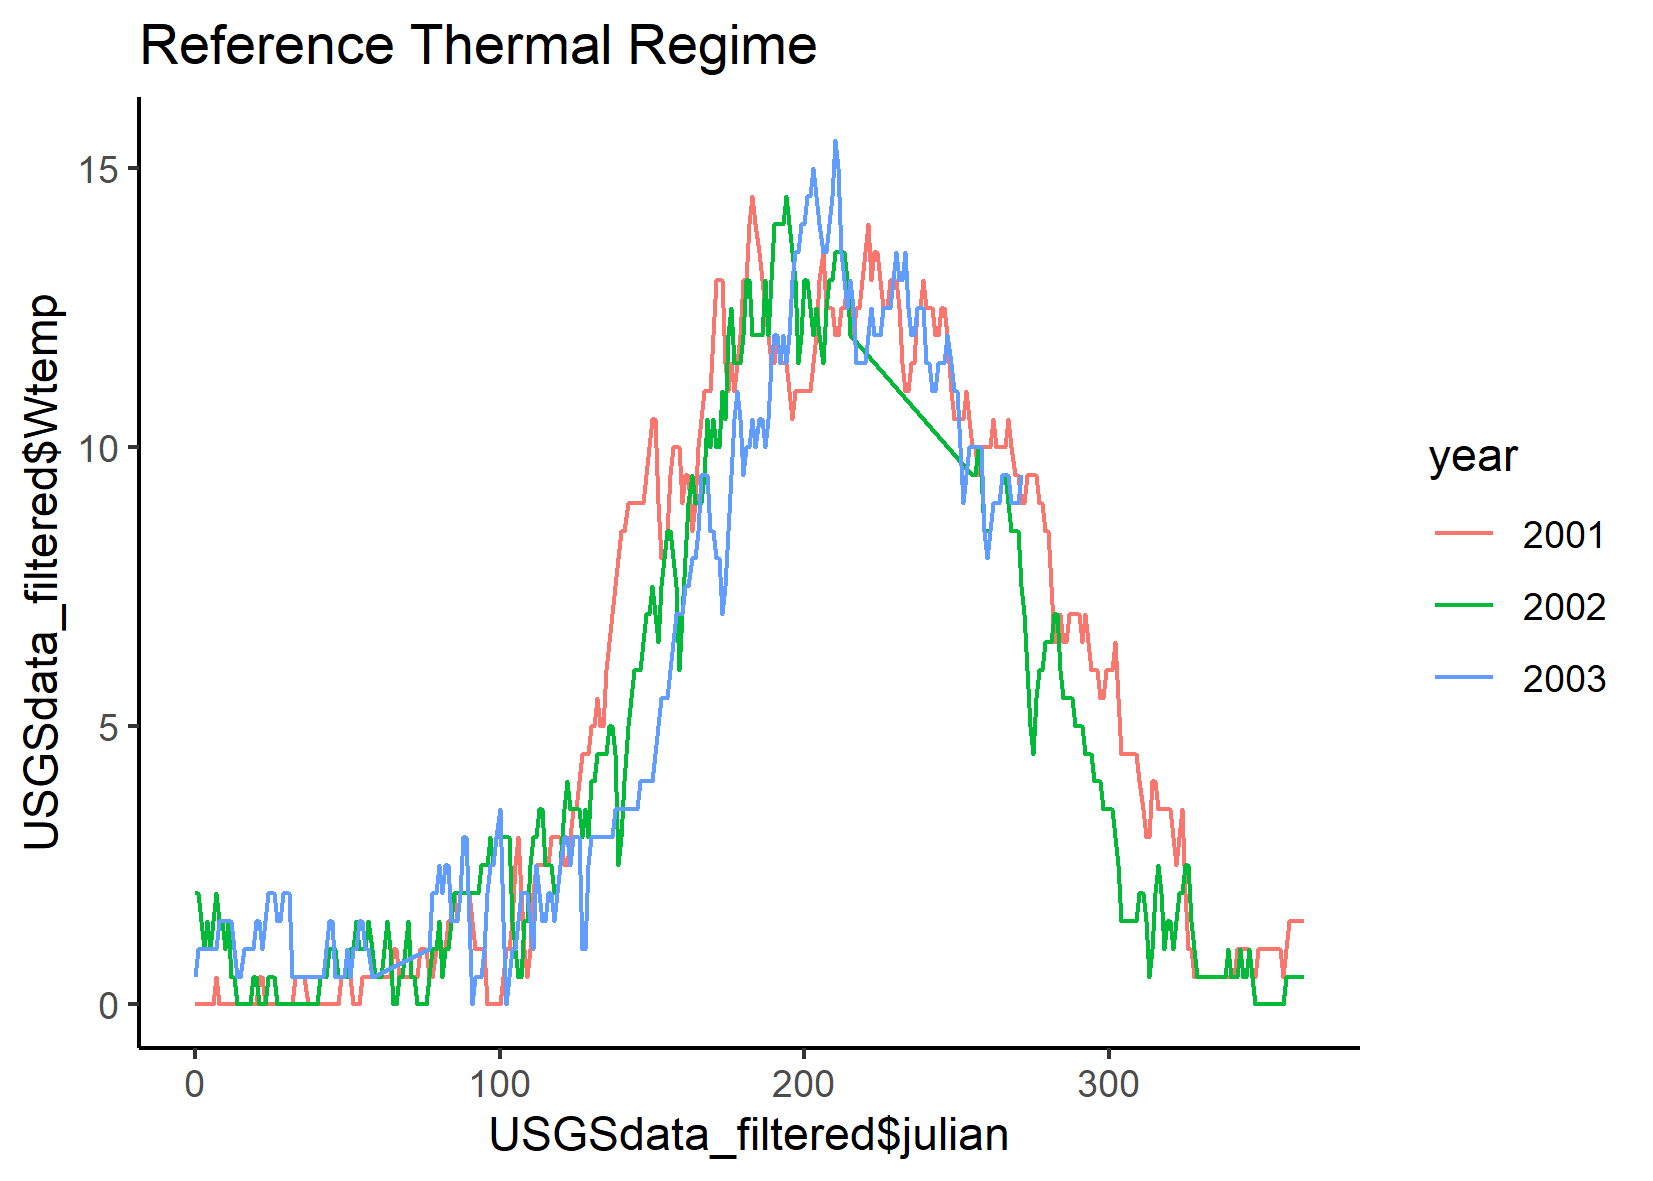 Reference Thermal Regime
USGSdata_filtered$Wtemp
15
10
5
0
0 100 200 300
USGSdata_filtered$julian
year
2001
2002
2003